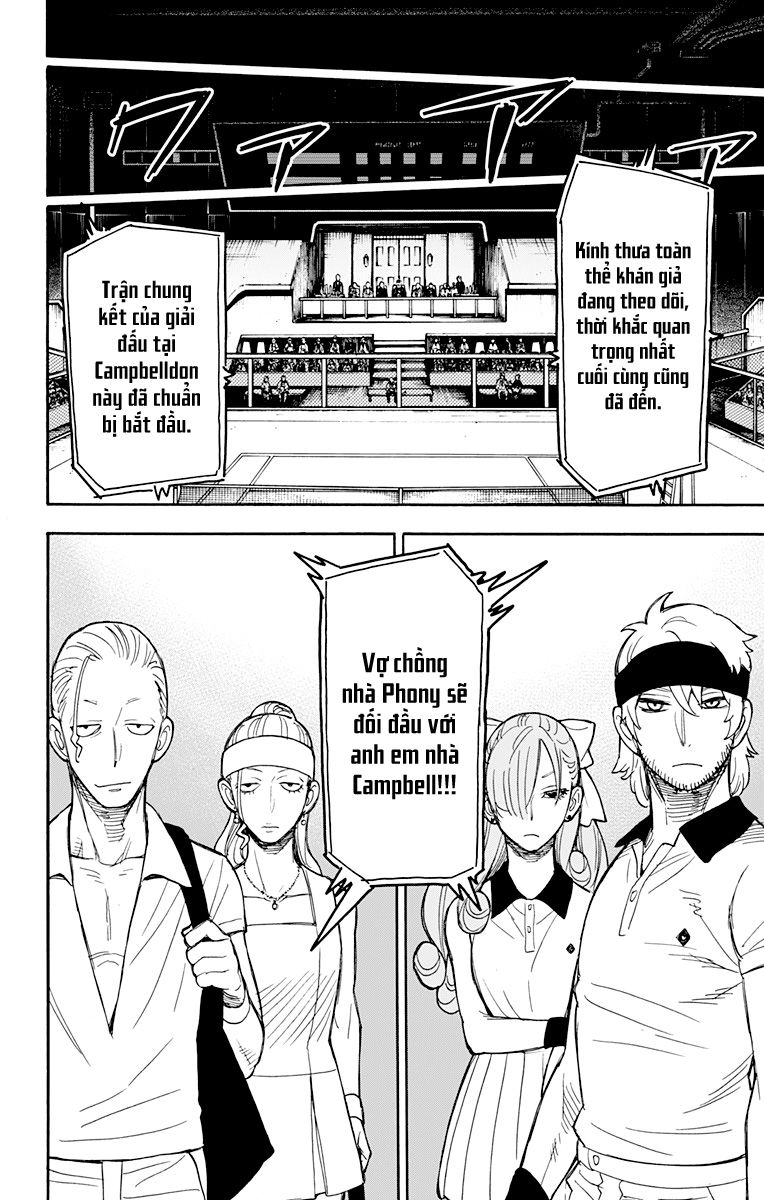 ワァアア
Kính thưa toàn
thể khán giả
đang theo dõi,
thời khắc quan
trọng nhất
cuối cùng cũng
đã đến.
Trận chung
kết của giải
đấu tại
Campbelldon
này đã chuẩn
bị bắt đầu.
Vợ chồng
nhà Phony sẽ
đối đầu với
anh em nhà
Campbell!!!